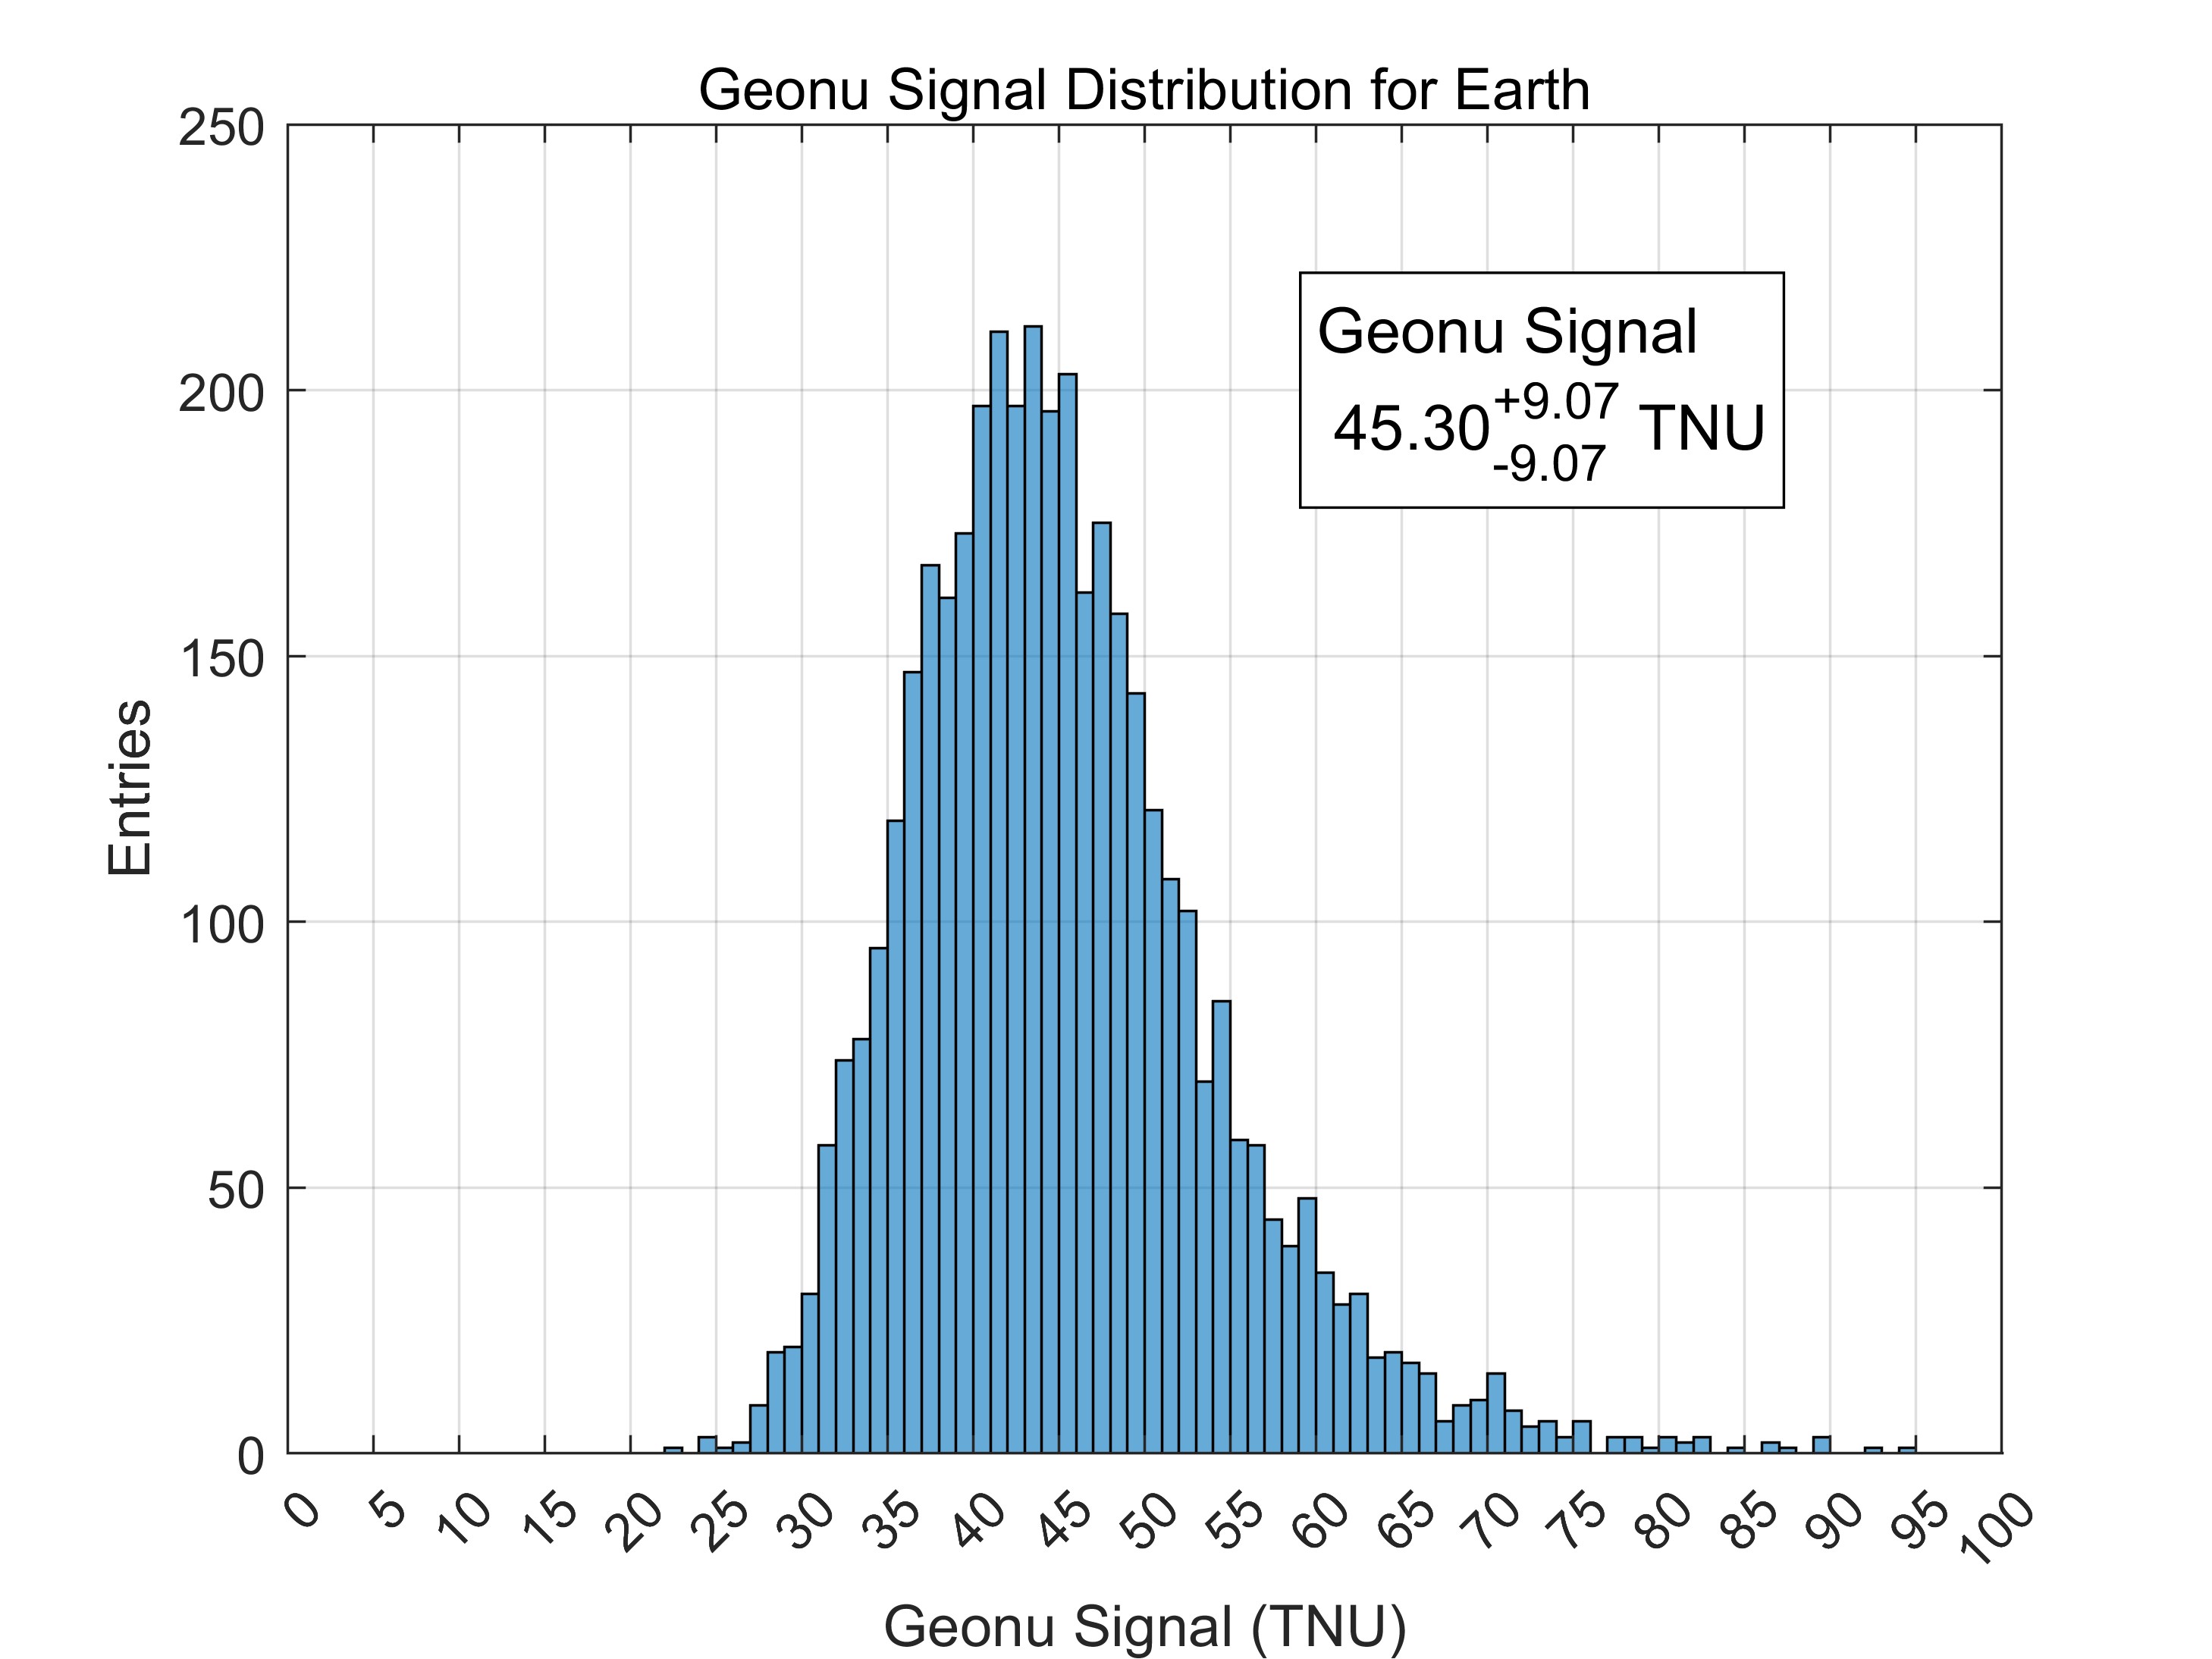 Geonu Signal Distribution for Earth
250
200
150
100
50
0
Entries
Geonu Signal
45.30+9.07-9.07 TNU
0 5 10 15 20 25 30 35 40 45 50 55 60 65 70 75 80 85 90 95 100
Geonu Signal (TNU)